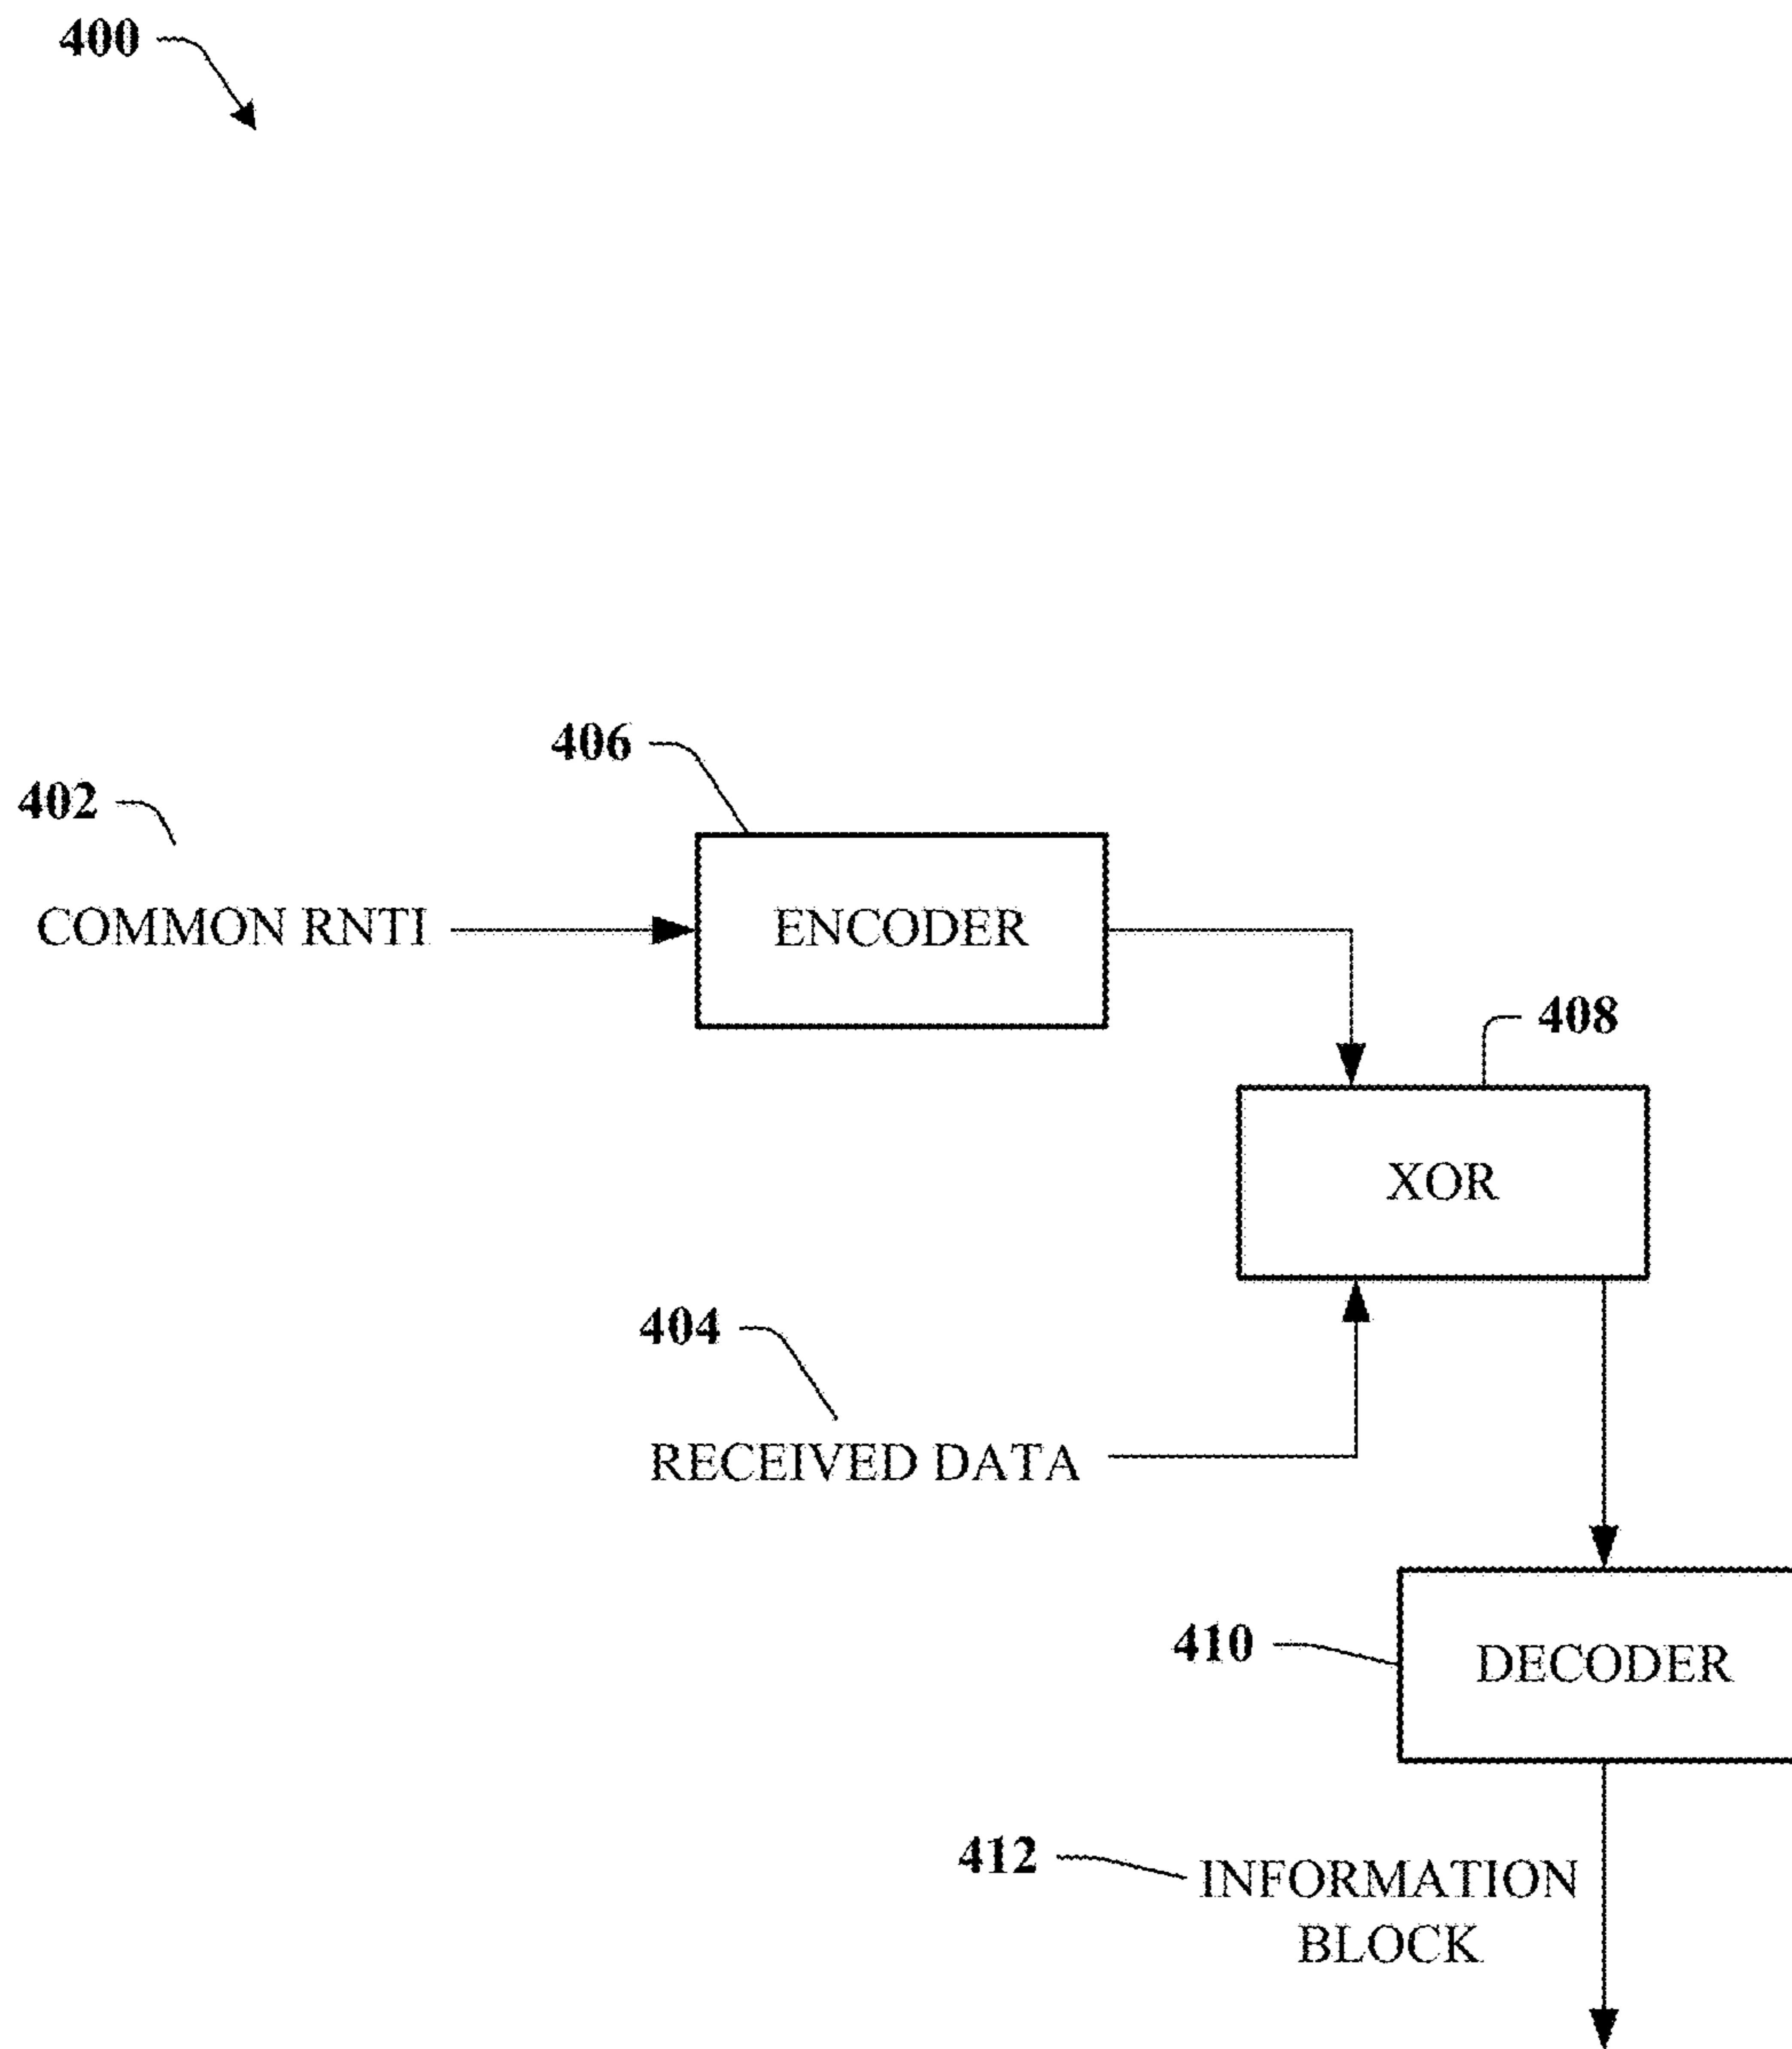 400
406
402
COMMON RNTI
ENCODER
408
XOR
404
RECEIVED DATA
410
DECODER
412
INFORMATION
BLOCK